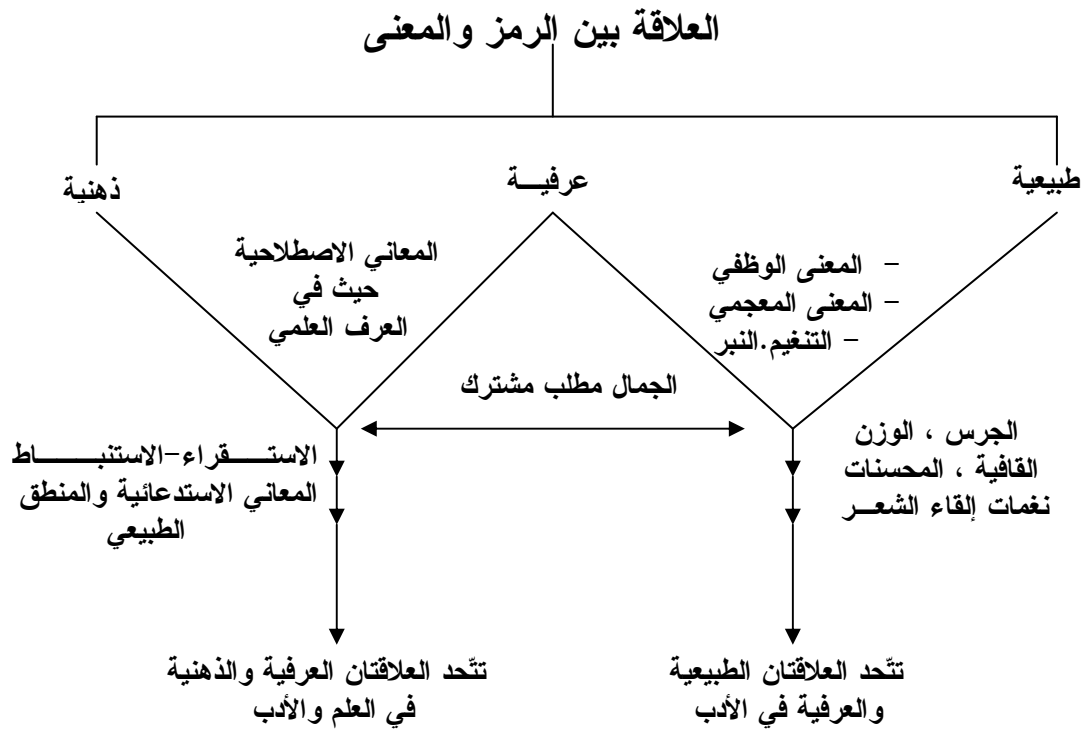 العلاقة بين الرمز والمعنى
طبيعية
عرفيـــة
ذهنية
- المعنى الوظفي
- المعنى المعجمي
- التنغيم.النبر
المعاني الاصطلاحية
حيث في
العرف العلمي
الجمال مطلب مشترك
الجرس ، الوزن
القافية ، المحسنات
نغمات إلقاء الشعـــر
الاستـــــقراء-الاستنبـــــــاط
المعاني الاستدعائية والمنطق
الطبيعي
تتّحد العلاقتان الطبيعية
والعرفية في الأدب
تتّحد العلاقتان العرفية والذهنية
في العلم والأدب